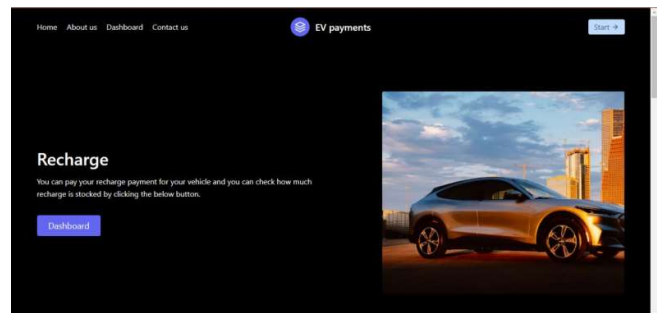 Home About us Dashboard Contact us
EV payments
Start →
Recharge
You can pay your recharge payment for your vehicle and you can check how much
recharge is stocked by clicking the below button.
Dashboard